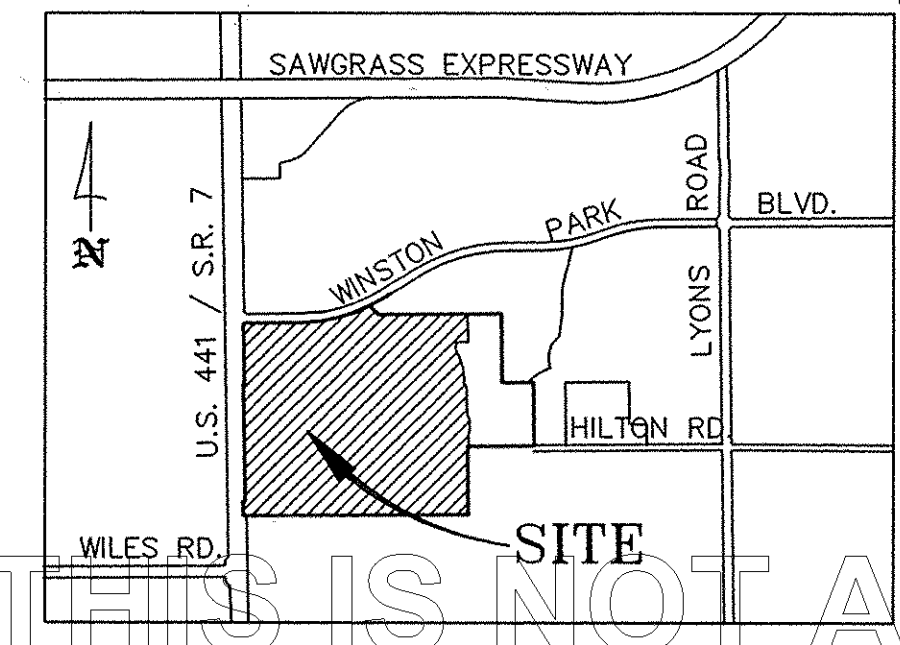 SAWGRASS EXPRESSWAY
N
U.S. 441 / S.R. 7
WINSTON PARK BLVD.
LYONS ROAD
HILTON RD
SITE
WILES RD.
THIS IS NOT A